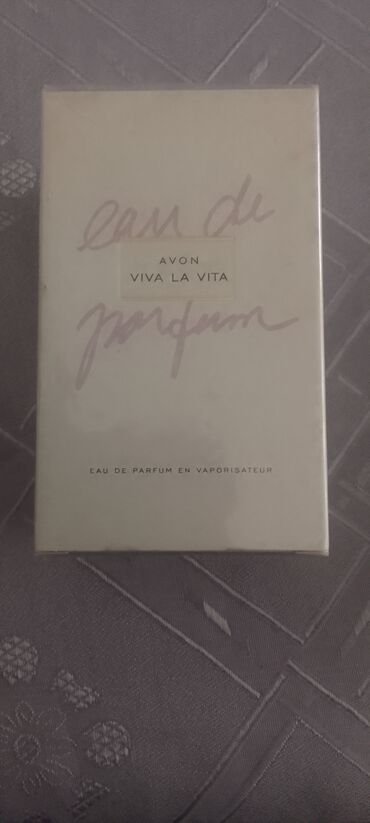 eau de
AVON
VIVA LA VITA
parfum
EAU DE PARFUM EN VAPORISATEUR